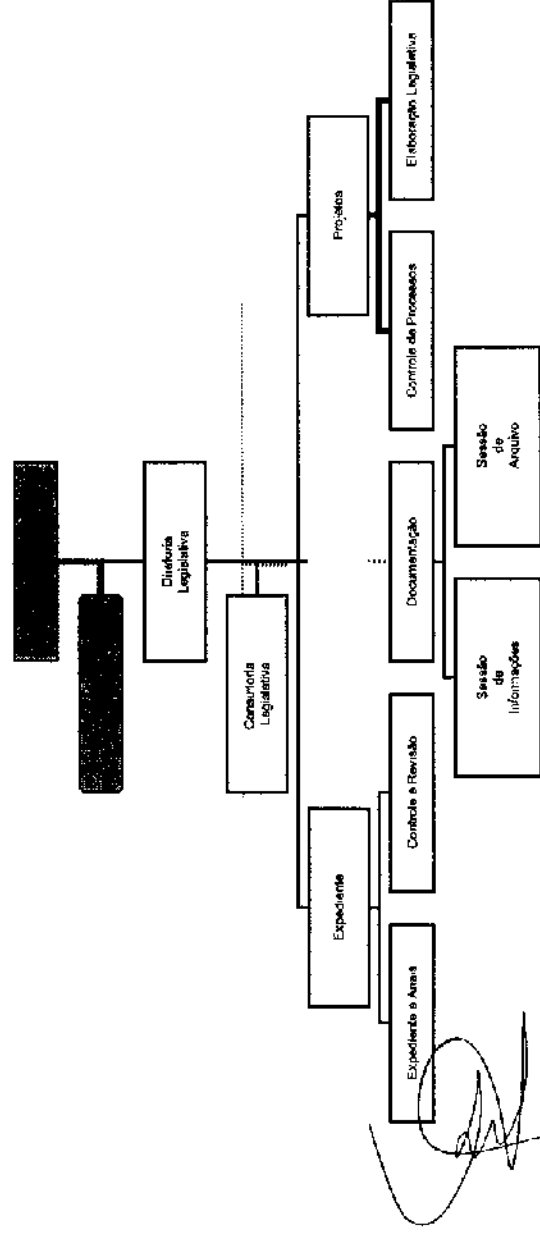 Diretoria
Legislativa
Consultoria
Legislativa
Expediente
Projetos
Expediente e Anais
Controle e Revisão
Documentação
Controle de Processos
Elaboração Legislativa
Sessão
de
Informações
Sessão
de
Arquivo